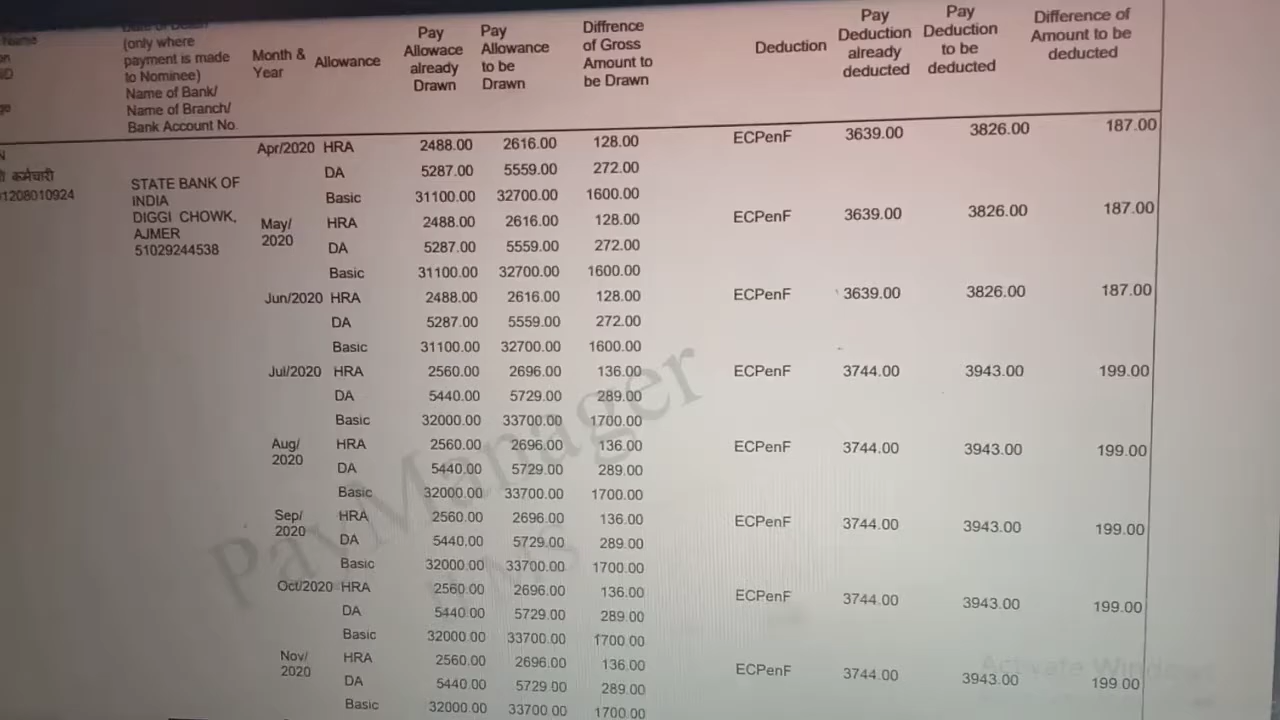 Name
(only where
payment is made
to Nominee)
Name of Bank/
Name of Branch/
Bank Account No.
Month &
Year
Allowance
Pay
Allowace
already
Drawn
Pay
Allowance
to be
Drawn
Diffrence
of Gross
Amount to
be Drawn
Deduction
Pay
Deduction
already
deducted
Pay
Deduction
to be
deducted
Difference of
Amount to be
deducted
कर्मचारी
1208010924
STATE BANK OF
INDIA
DIGGI CHOWK,
AJMER
51029244538
Apr/2020 HRA 2488.00 2616.00 128.00 ECPenF 3639.00 3826.00 187.00
DA 5287.00 5559.00 272.00
Basic 31100.00 32700.00 1600.00
May/
2020
HRA 2488.00 2616.00 128.00 ECPenF 3639.00 3826.00 187.00
DA 5287.00 5559.00 272.00
Basic 31100.00 32700.00 1600.00
Jun/2020 HRA 2488.00 2616.00 128.00 ECPenF 3639.00 3826.00 187.00
DA 5287.00 5559.00 272.00
Basic 31100.00 32700.00 1600.00
Jul/2020 HRA 2560.00 2696.00 136.00 ECPenF 3744.00 3943.00 199.00
DA 5440.00 5729.00 289.00
Basic 32000.00 33700.00 1700.00
Aug/
2020
HRA 2560.00 2696.00 136.00 ECPenF 3744.00 3943.00 199.00
DA 5440.00 5729.00 289.00
Basic 32000.00 33700.00 1700.00
Sep/
2020
HRA 2560.00 2696.00 136.00 ECPenF 3744.00 3943.00 199.00
DA 5440.00 5729.00 289.00
Basic 32000.00 33700.00 1700.00
Oct/2020 HRA 2560.00 2696.00 136.00 ECPenF 3744.00 3943.00 199.00
DA 5440.00 5729.00 289.00
Basic 32000.00 33700.00 1700.00
Nov/
2020
HRA 2560.00 2696.00 136.00 ECPenF 3744.00 3943.00 199.00
DA 5440.00 5729.00 289.00
Basic 32000.00 33700.00 1700.00
PayManager
Activate Windows